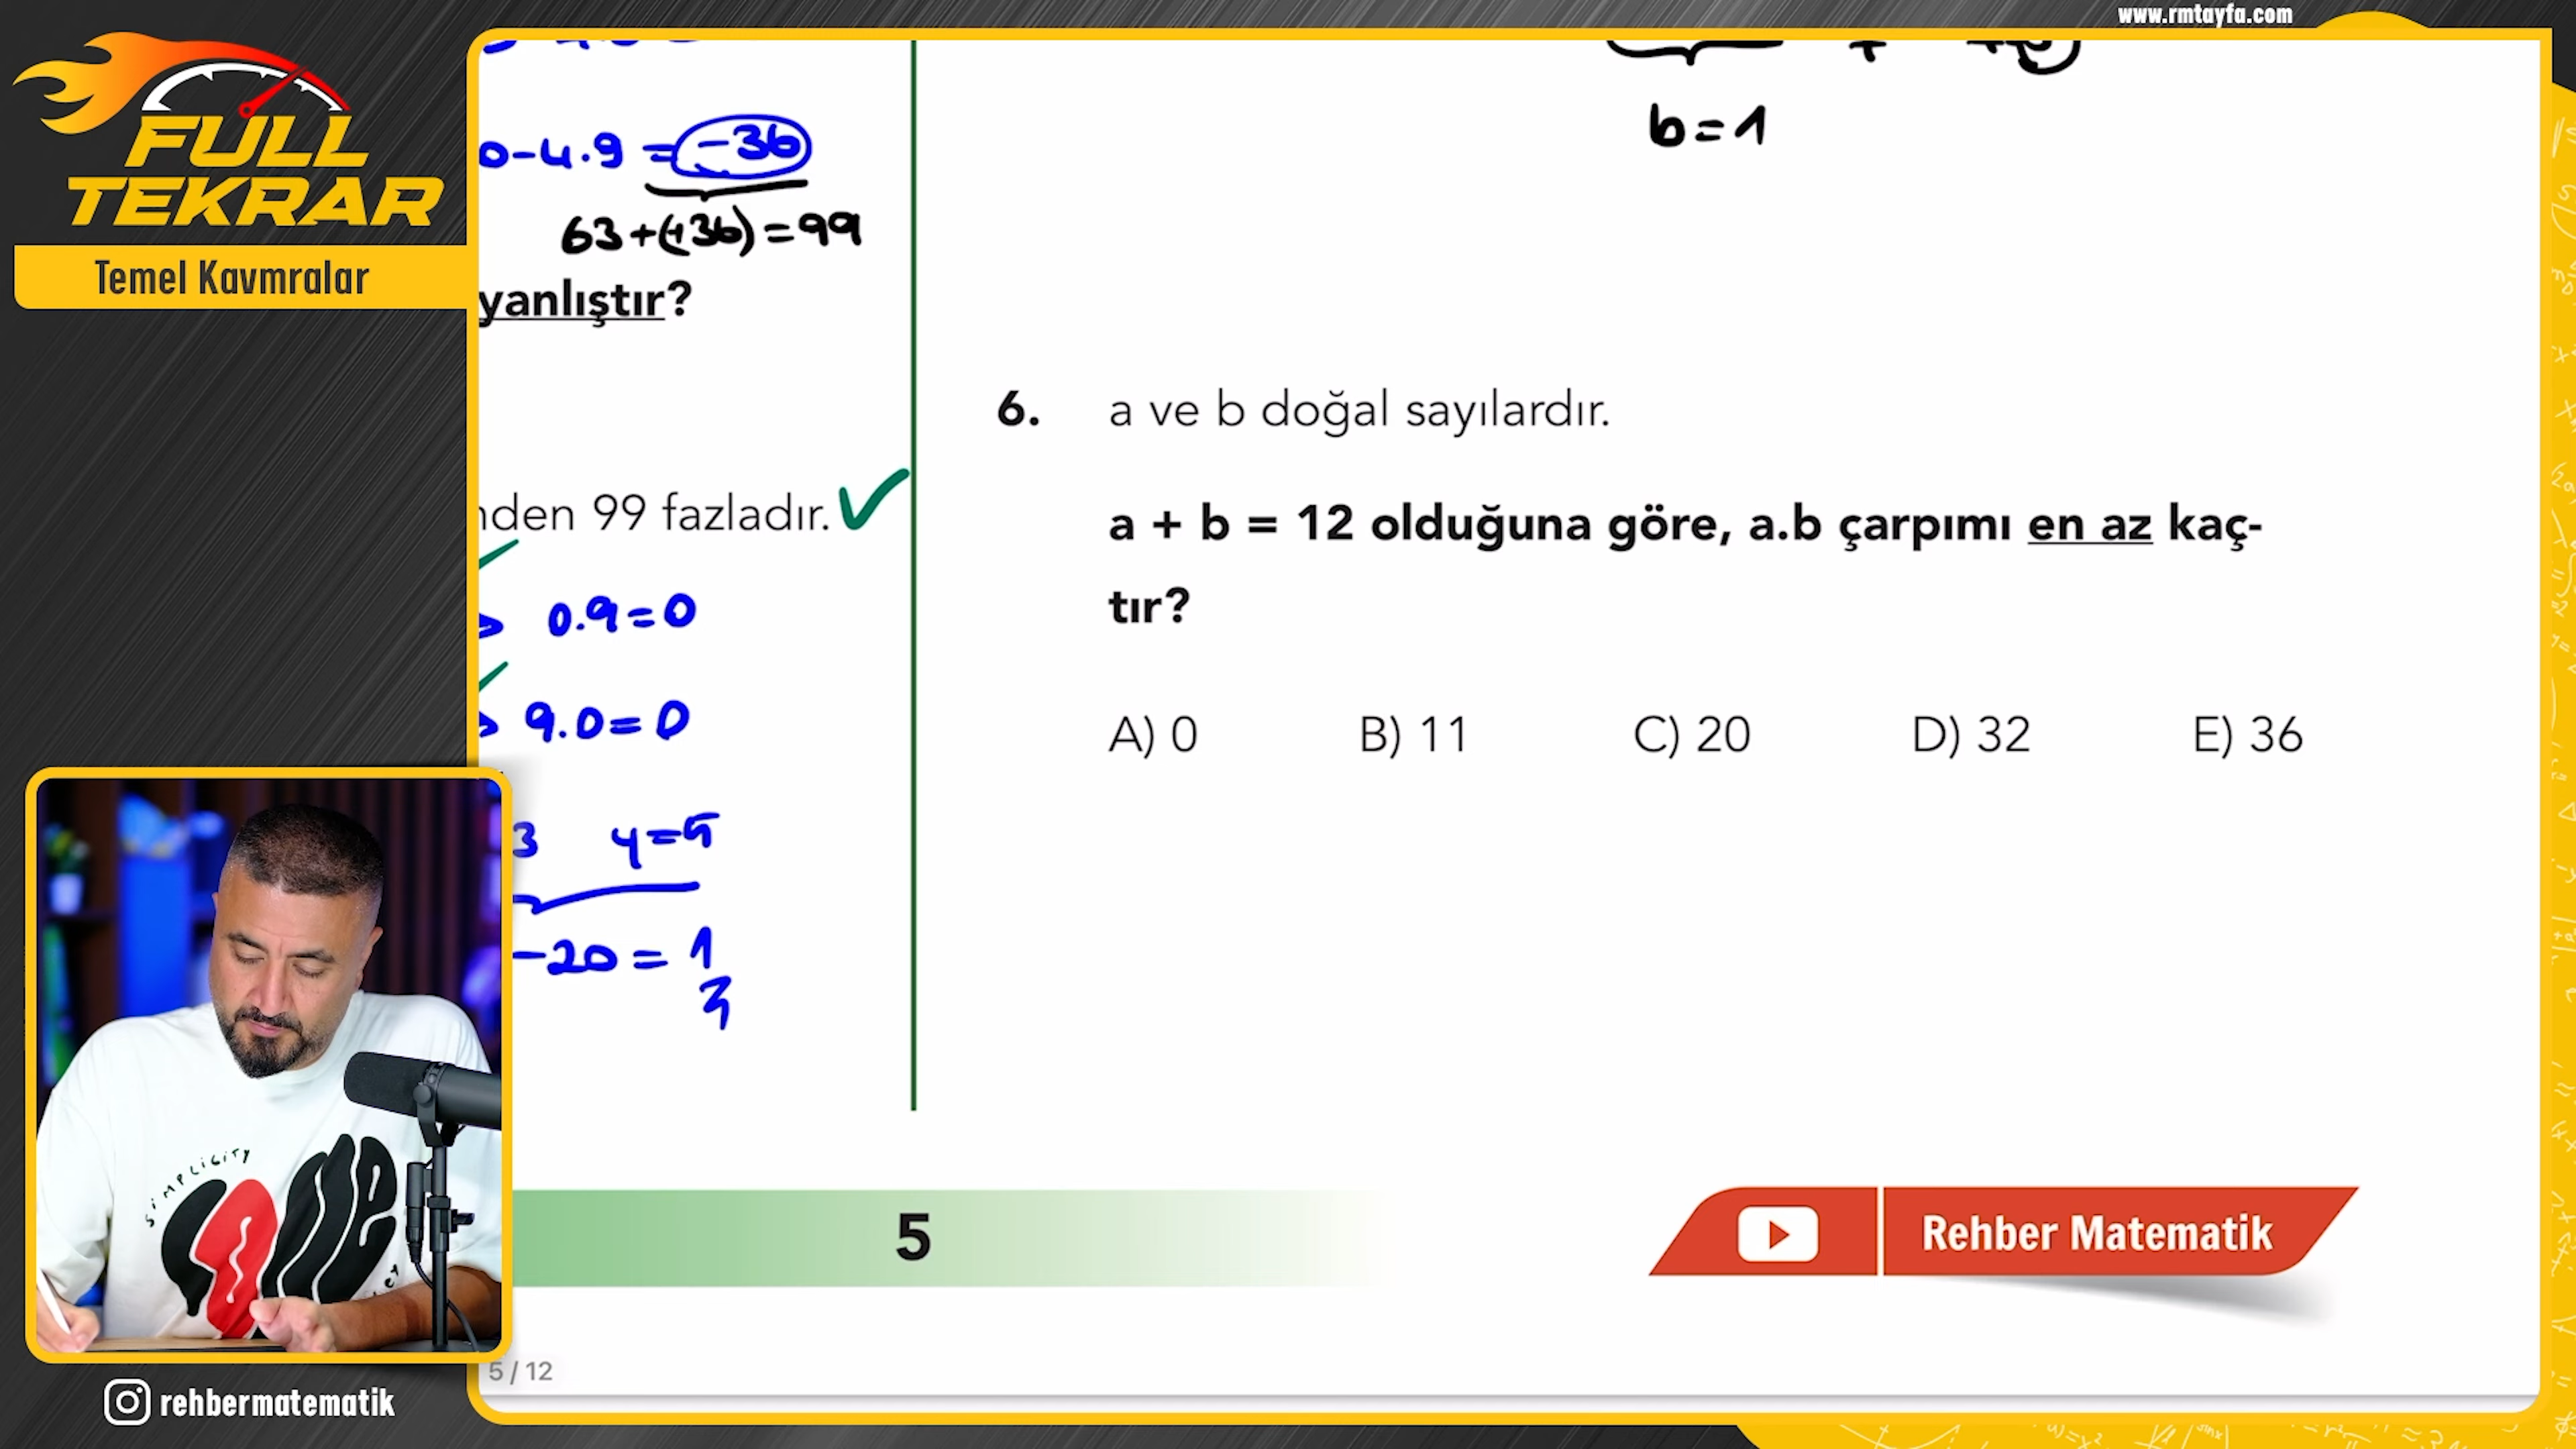 www.rmtayfa.com
FULL
TEKRAR
Temel Kavmralar
0-4.9 = -36
63+(+36)=99
yanlıştır?
nden 99 fazladır.
0.9=0
9.0=0
3 y=5
-20 = 1
3
b=1
6. a ve b doğal sayılardır.
a + b = 12 olduğuna göre, a.b çarpımı en az kaç-
tır?
A) 0 B) 11 C) 20 D) 32 E) 36
SIMPLICITY
5
Rehber Matematik
5 / 12
rehbermatematik